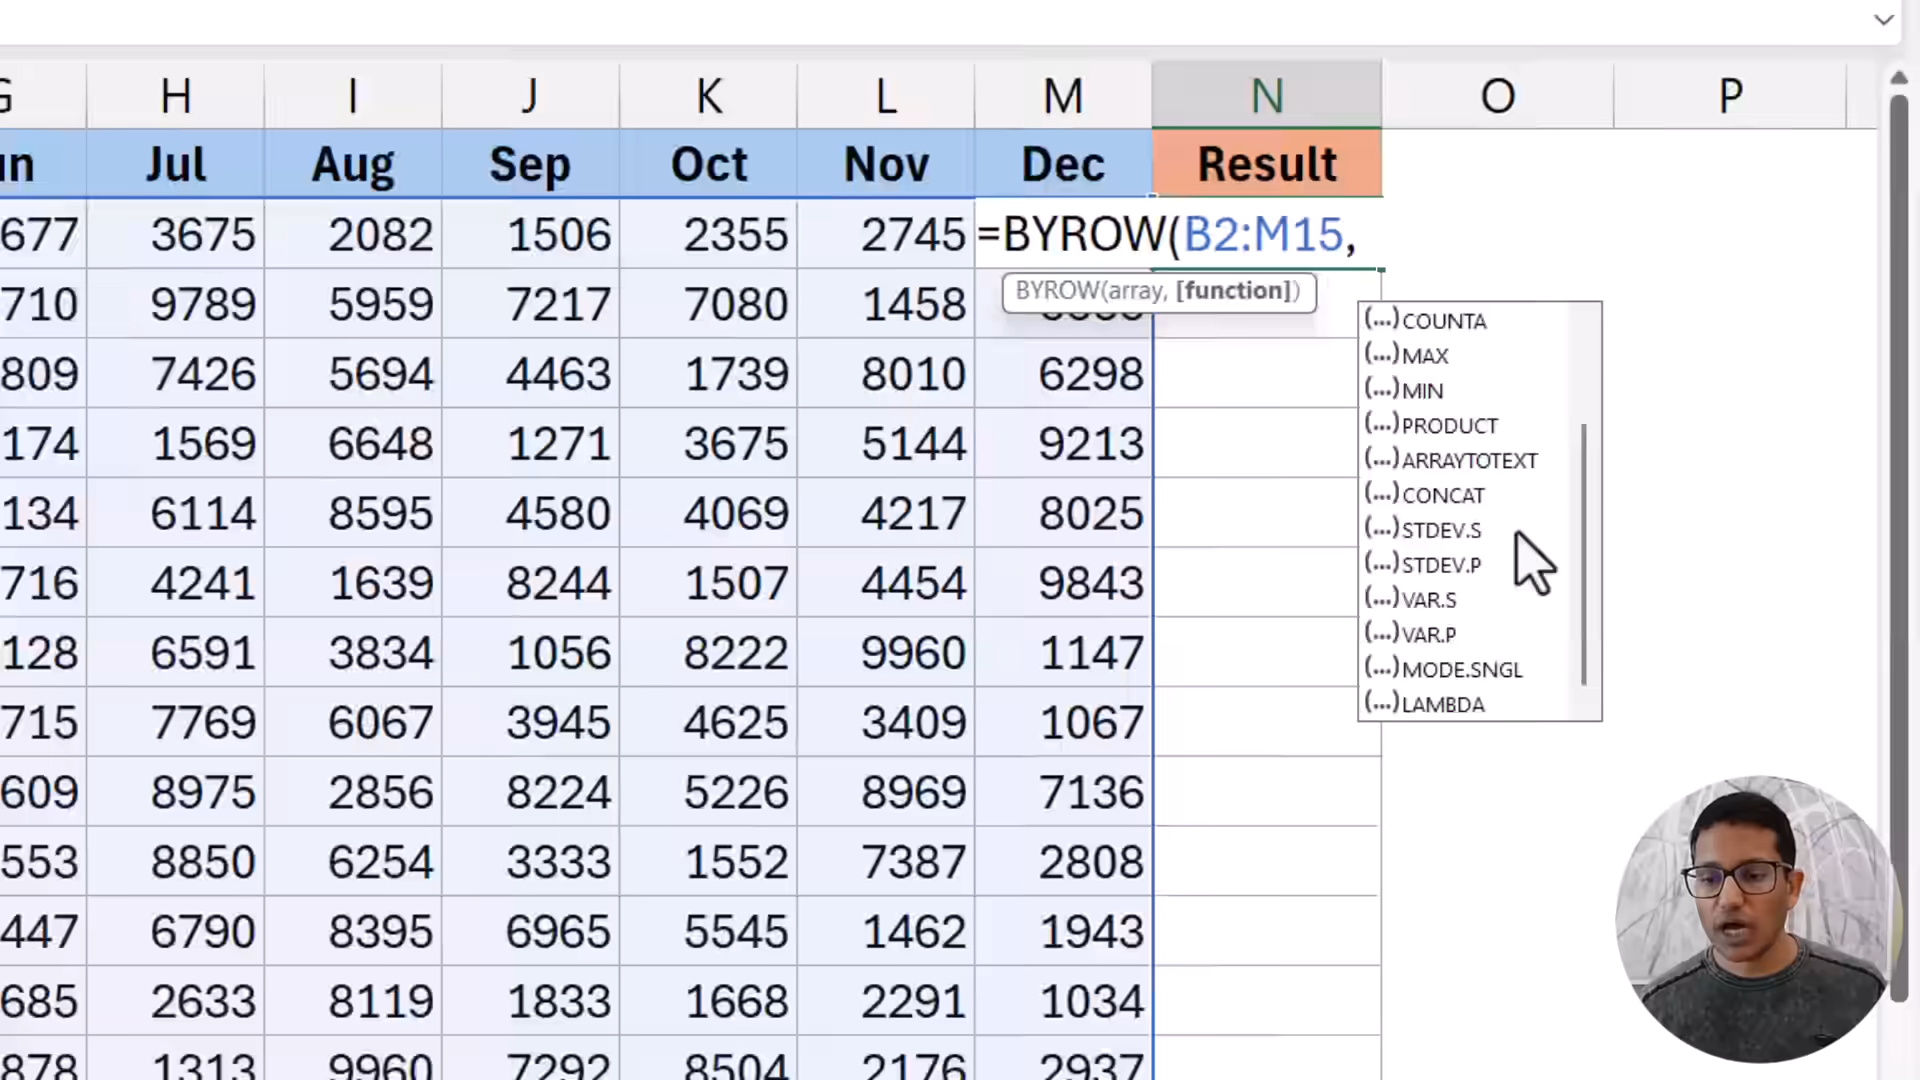 H I J K L M N O P
Jul Aug Sep Oct Nov Dec Result
677 3675 2082 1506 2355 2745 =BYROW(B2:M15,
710 9789 5959 7217 7080 1458
BYROW(array, [function])
809 7426 5694 4463 1739 8010 6298
174 1569 6648 1271 3675 5144 9213
134 6114 8595 4580 4069 4217 8025
716 4241 1639 8244 1507 4454 9843
128 6591 3834 1056 8222 9960 1147
715 7769 6067 3945 4625 3409 1067
609 8975 2856 8224 5226 8969 7136
553 8850 6254 3333 1552 7387 2808
447 6790 8395 6965 5545 1462 1943
685 2633 8119 1833 1668 2291 1034
878 1313 9960 7292 8504 2176 2937
(...) COUNTA
(...) MAX
(...) MIN
(...) PRODUCT
(...) ARRAYTOTEXT
(...) CONCAT
(...) STDEV.S
(...) STDEV.P
(...) VAR.S
(...) VAR.P
(...) MODE.SNGL
(...) LAMBDA